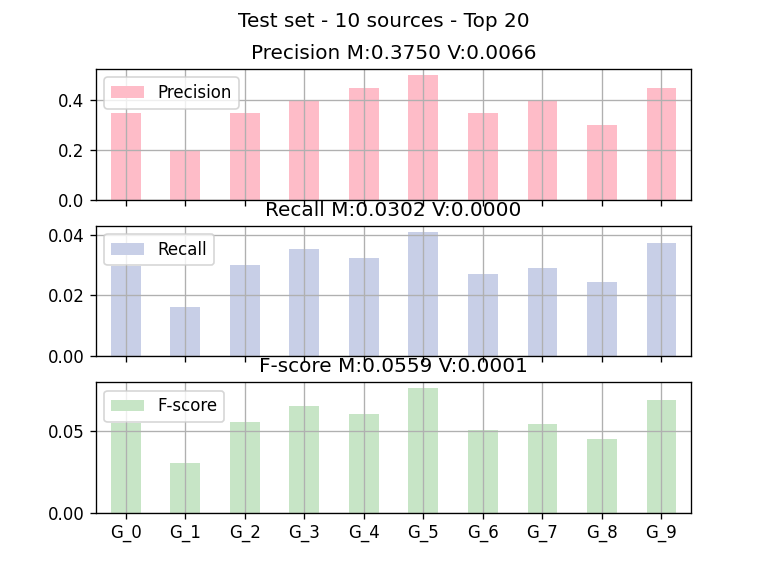 Test set - 10 sources - Top 20
Precision M:0.3750 V:0.0066
Precision
0.4
0.2
0.0
Recall M:0.0302 V:0.0000
Recall
0.04
0.02
0.00
F-score M:0.0559 V:0.0001
F-score
0.05
0.00
G_0 G_1 G_2 G_3 G_4 G_5 G_6 G_7 G_8 G_9